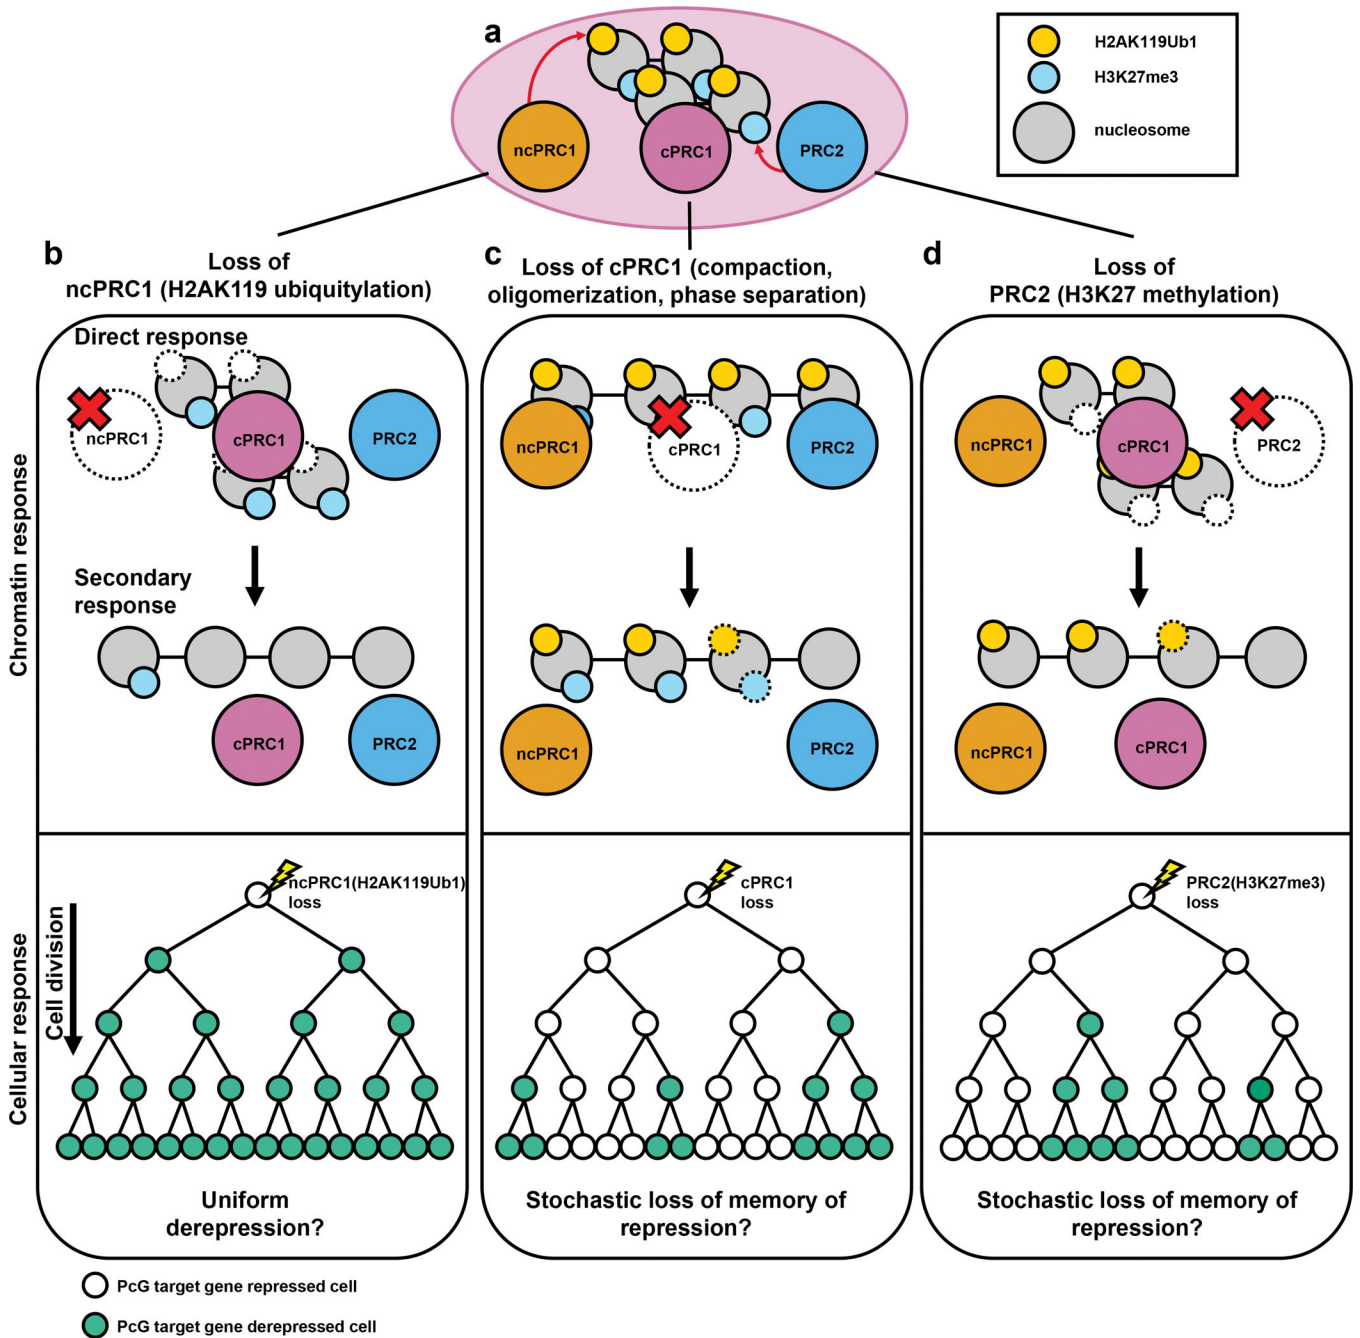 a
H2AK119Ub1
H3K27me3
nucleosome
ncPRC1
cPRC1
PRC2
b
Loss of
ncPRC1 (H2AK119 ubiquitylation)
c
Loss of cPRC1 (compaction,
oligomerization, phase separation)
d
Loss of
PRC2 (H3K27 methylation)
Chromatin response
Direct response
ncPRC1
cPRC1
PRC2
Secondary
response
cPRC1
PRC2
ncPRC1
cPRC1
PRC2
ncPRC1
PRC2
ncPRC1
cPRC1
PRC2
ncPRC1
cPRC1
Cellular response
Cell division
ncPRC1(H2AK119Ub1)
loss
Uniform
derepression?
cPRC1
loss
Stochastic loss of memory of
repression?
PRC2(H3K27me3)
loss
Stochastic loss of memory of
repression?
PcG target gene repressed cell
PcG target gene derepressed cell